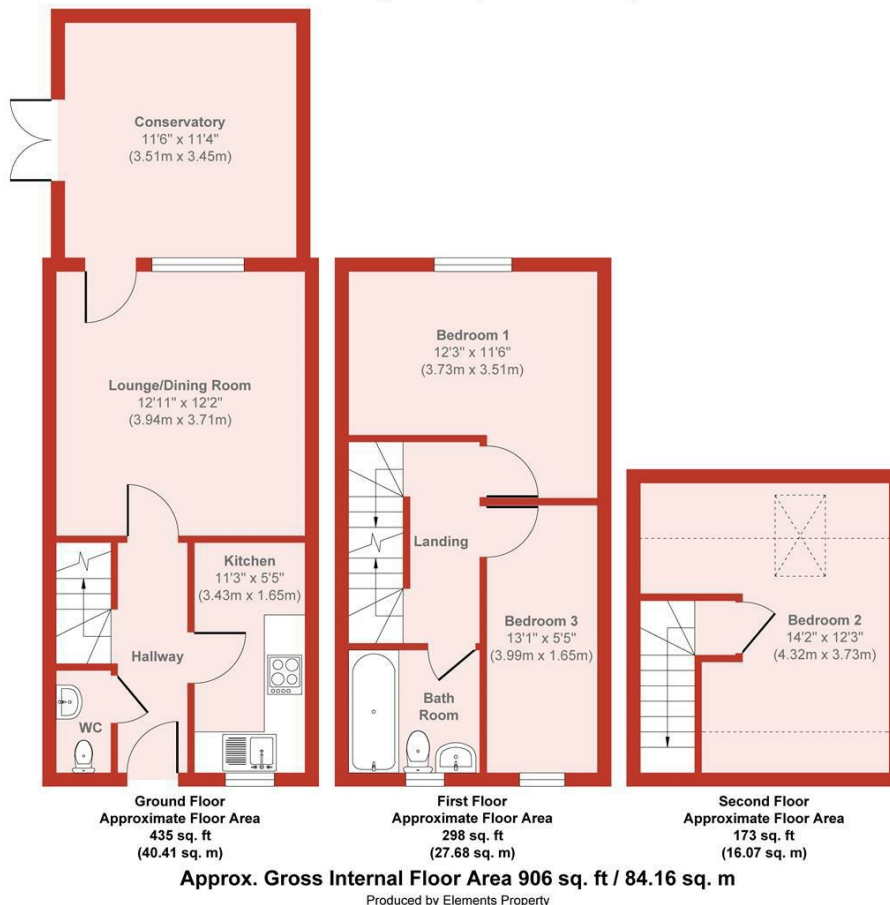 Conservatory
11'6" x 11'4"
(3.51m x 3.45m)
Lounge/Dining Room
12'11" x 12'2"
(3.94m x 3.71m)
Kitchen
11'3" x 5'5"
(3.43m x 1.65m)
Hallway
WC
Ground Floor
Approximate Floor Area
435 sq. ft
(40.41 sq. m)
Bedroom 1
12'3" x 11'6"
(3.73m x 3.51m)
Landing
Bedroom 3
13'1" x 5'5"
(3.99m x 1.65m)
Bath
Room
First Floor
Approximate Floor Area
298 sq. ft
(27.68 sq. m)
Bedroom 2
14'2" x 12'3"
(4.32m x 3.73m)
Second Floor
Approximate Floor Area
173 sq. ft
(16.07 sq. m)
Approx. Gross Internal Floor Area 906 sq. ft / 84.16 sq. m
Produced by Elements Property